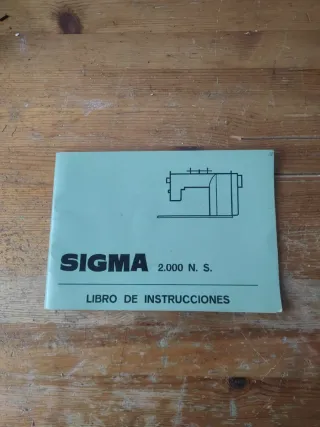 SIGMA 2.000 N. S.
LIBRO DE INSTRUCCIONES